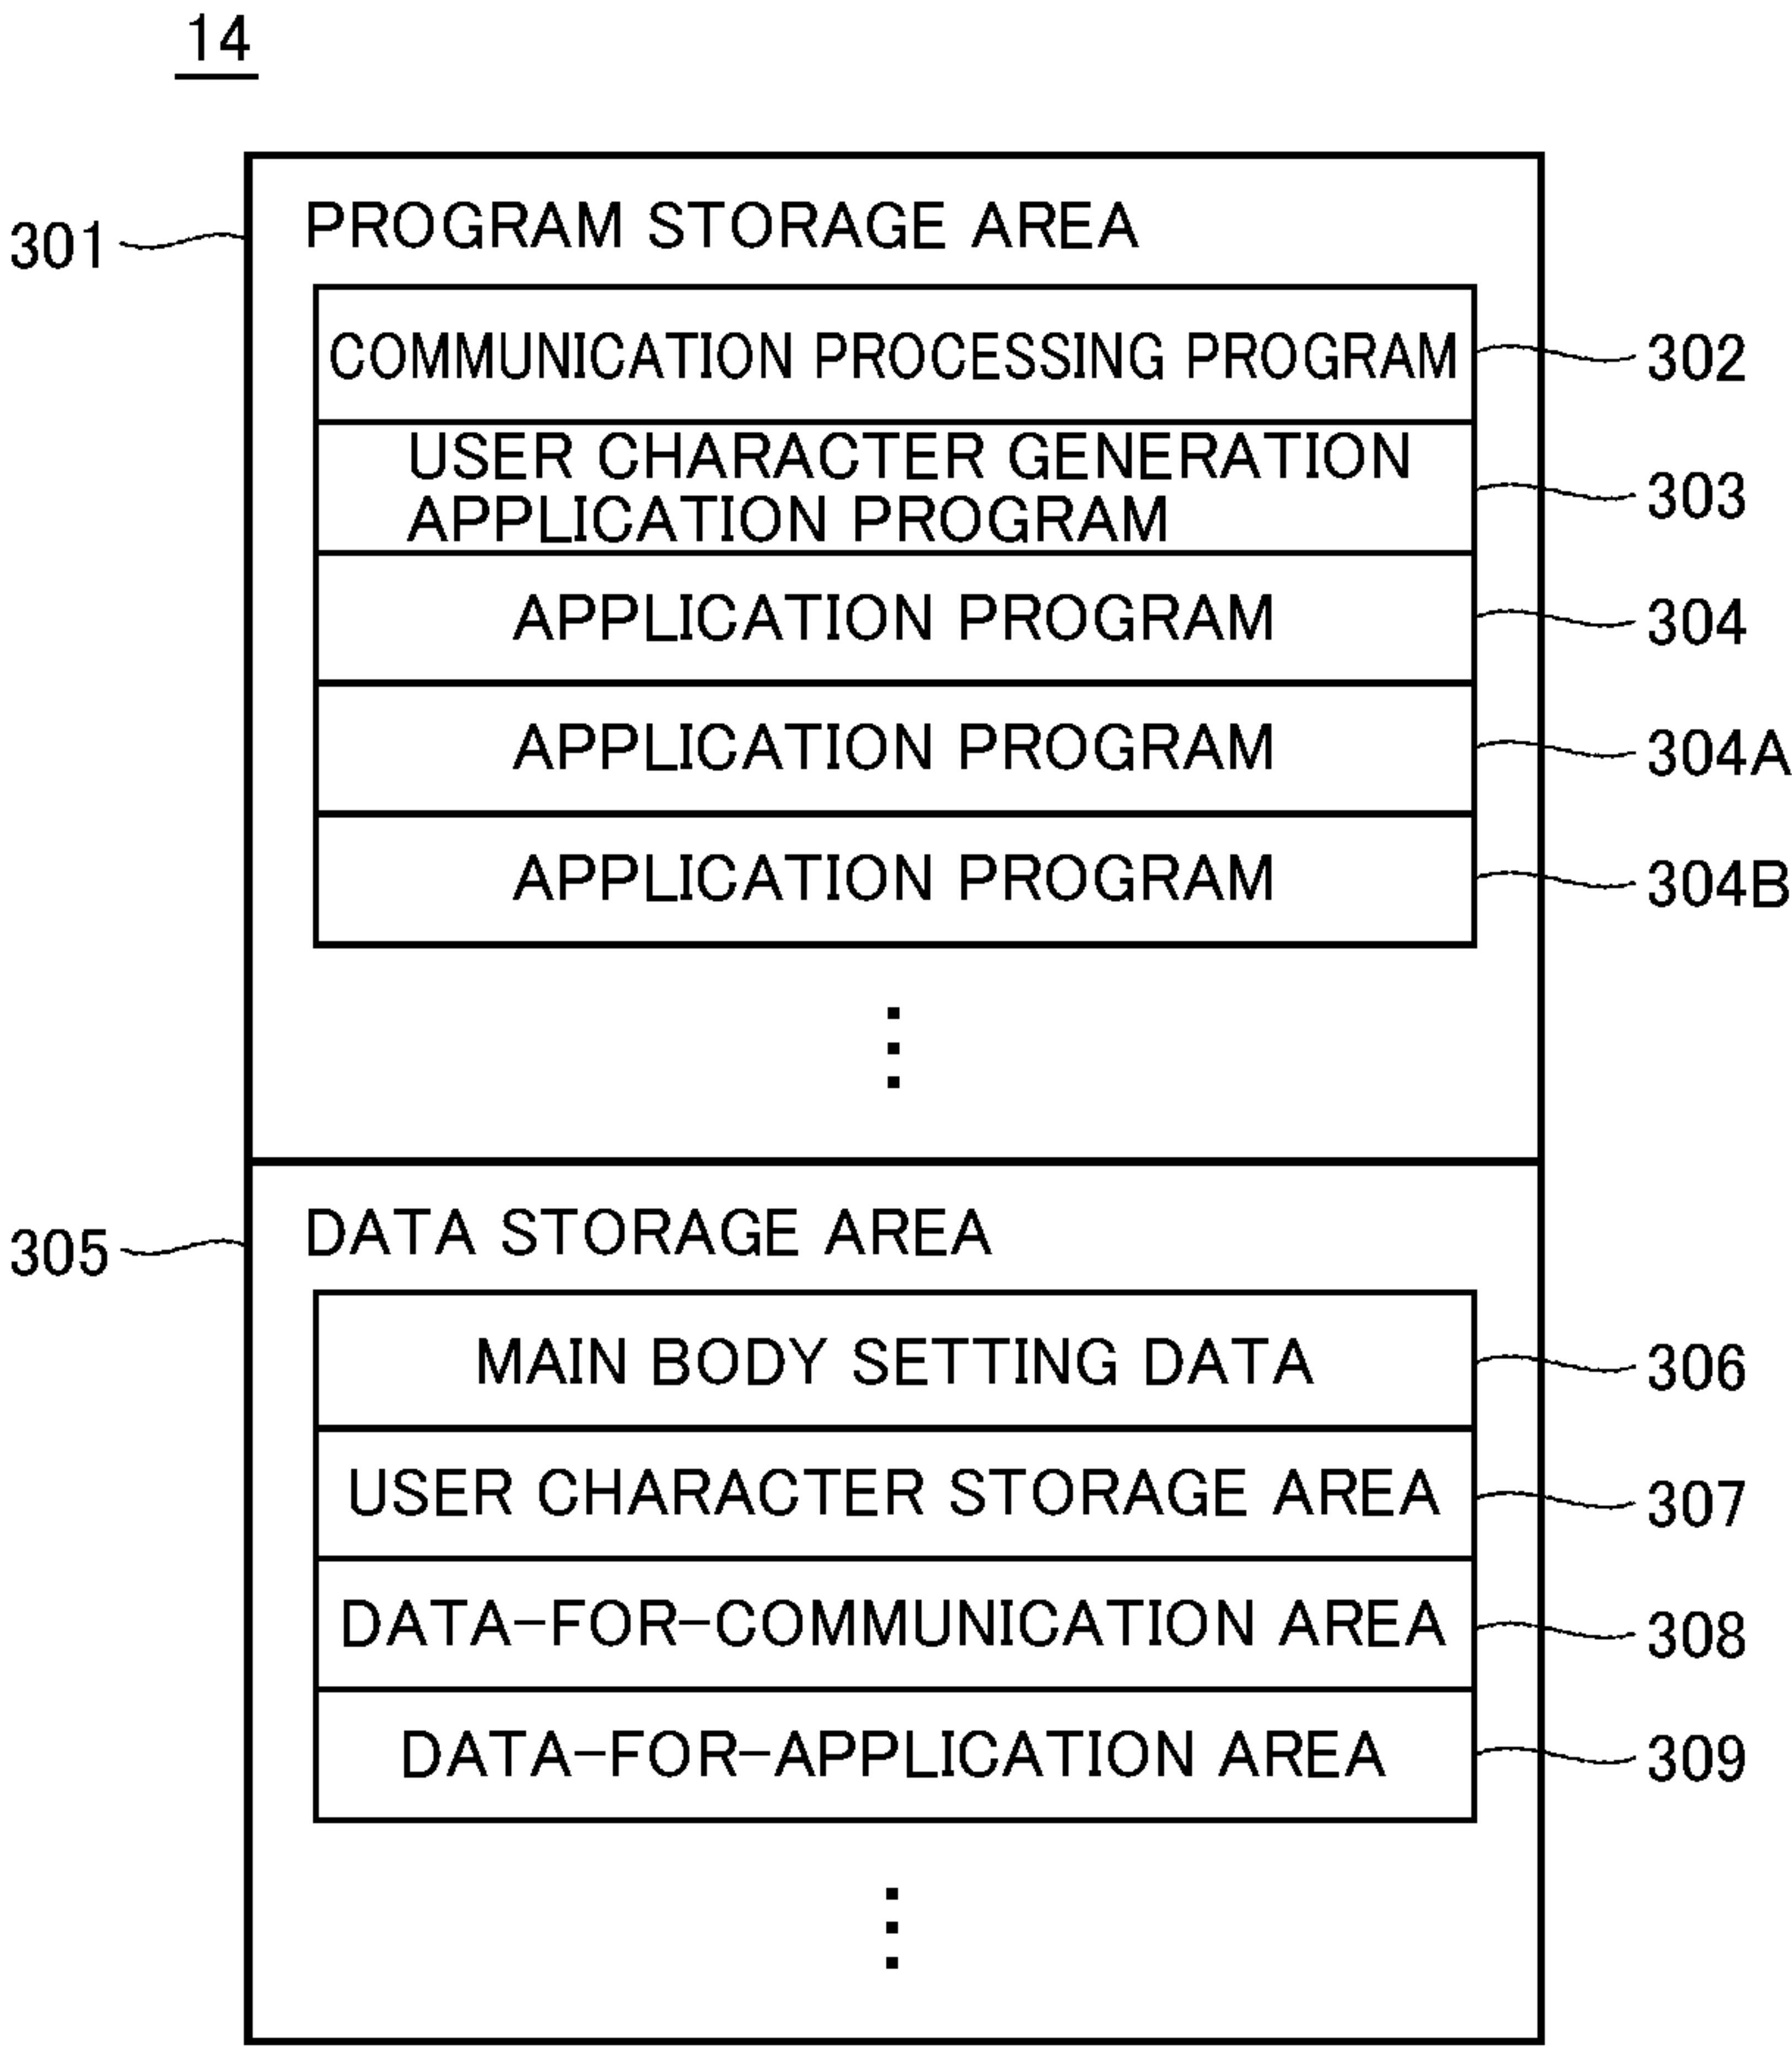 14
301
PROGRAM STORAGE AREA
COMMUNICATION PROCESSING PROGRAM
302
USER CHARACTER GENERATION
APPLICATION PROGRAM
303
APPLICATION PROGRAM
304
APPLICATION PROGRAM
304A
APPLICATION PROGRAM
304B
305
DATA STORAGE AREA
MAIN BODY SETTING DATA
306
USER CHARACTER STORAGE AREA
307
DATA-FOR-COMMUNICATION AREA
308
DATA-FOR-APPLICATION AREA
309